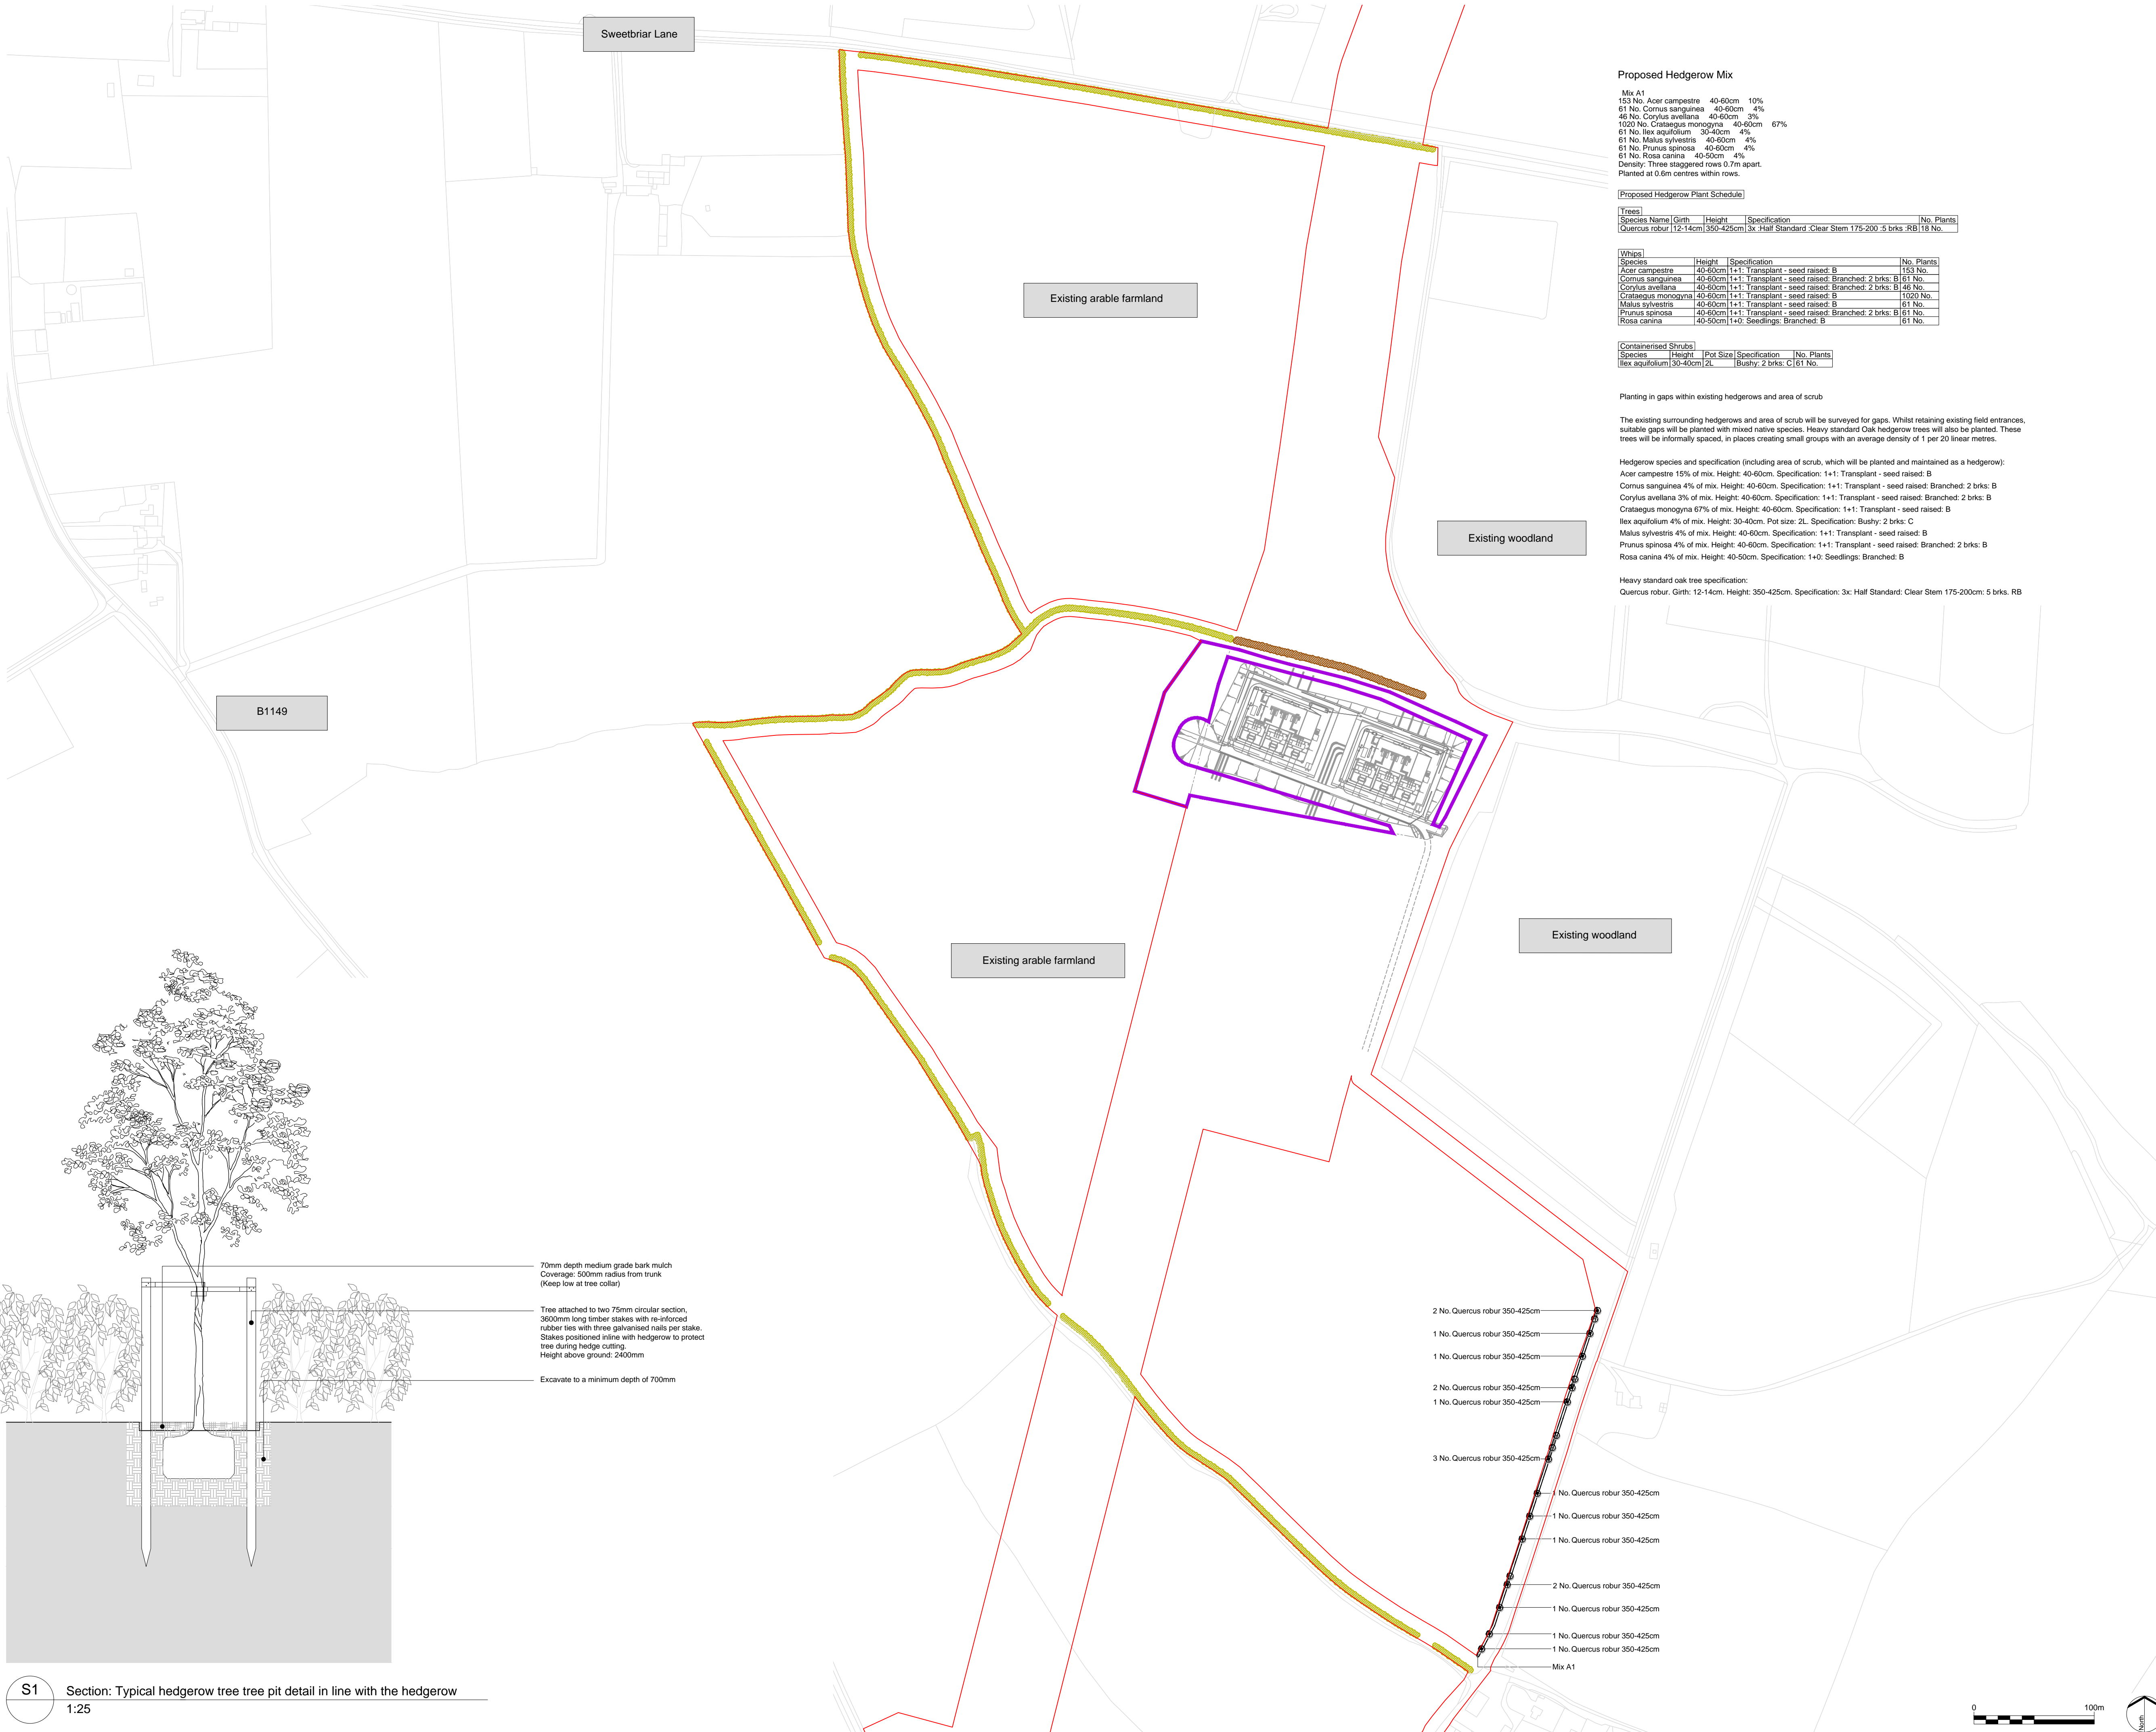 Sweetbriar Lane
Proposed Hedgerow Mix
Mix A1
153 No. Acer campestre 40-60cm 10%
61 No. Cornus sanguinea 40-60cm 4%
46 No. Corylus avellana 40-60cm 3%
1020 No. Crataegus monogyna 40-60cm 67%
61 No. Ilex aquifolium 30-40cm 4%
61 No. Malus sylvestris 40-60cm 4%
61 No. Prunus spinosa 40-60cm 4%
61 No. Rosa canina 40-50cm 4%
Density: Three staggered rows 0.7m apart.
Planted at 0.6m centres within rows.
Proposed Hedgerow Plant Schedule
Trees
Species Name Girth Height Specification No. Plants
Quercus robur 12-14cm 350-425cm 3x :Half Standard :Clear Stem 175-200 :5 brks :RB 18 No.
Whips
Species Height Specification No. Plants
Acer campestre 40-60cm 1+1: Transplant - seed raised: B 153 No.
Cornus sanguinea 40-60cm 1+1: Transplant - seed raised: Branched: 2 brks: B 61 No.
Corylus avellana 40-60cm 1+1: Transplant - seed raised: Branched: 2 brks: B 46 No.
Crataegus monogyna 40-60cm 1+1: Transplant - seed raised: B 1020 No.
Malus sylvestris 40-60cm 1+1: Transplant - seed raised: B 61 No.
Prunus spinosa 40-60cm 1+1: Transplant - seed raised: Branched: 2 brks: B 61 No.
Rosa canina 40-50cm 1+0: Seedlings: Branched: B 61 No.
Containerised Shrubs
Species Height Pot Size Specification No. Plants
Ilex aquifolium 30-40cm 2L Bushy: 2 brks: C 61 No.
Planting in gaps within existing hedgerows and area of scrub
The existing surrounding hedgerows and area of scrub will be surveyed for gaps. Whilst retaining existing field entrances,
suitable gaps will be planted with mixed native species. Heavy standard Oak hedgerow trees will also be planted. These
trees will be informally spaced, in places creating small groups with an average density of 1 per 20 linear metres.
Hedgerow species and specification (including area of scrub, which will be planted and maintained as a hedgerow):
Acer campestre 15% of mix. Height: 40-60cm. Specification: 1+1: Transplant - seed raised: B
Cornus sanguinea 4% of mix. Height: 40-60cm. Specification: 1+1: Transplant - seed raised: Branched: 2 brks: B
Corylus avellana 3% of mix. Height: 40-60cm. Specification: 1+1: Transplant - seed raised: Branched: 2 brks: B
Crataegus monogyna 67% of mix. Height: 40-60cm. Specification: 1+1: Transplant - seed raised: B
Ilex aquifolium 4% of mix. Height: 30-40cm. Pot size: 2L. Specification: Bushy: 2 brks: C
Malus sylvestris 4% of mix. Height: 40-60cm. Specification: 1+1: Transplant - seed raised: B
Prunus spinosa 4% of mix. Height: 40-60cm. Specification: 1+1: Transplant - seed raised: Branched: 2 brks: B
Rosa canina 4% of mix. Height: 40-50cm. Specification: 1+0: Seedlings: Branched: B
Heavy standard oak tree specification:
Quercus robur. Girth: 12-14cm. Height: 350-425cm. Specification: 3x: Half Standard: Clear Stem 175-200cm: 5 brks. RB
Existing arable farmland
Existing woodland
B1149
Existing woodland
Existing arable farmland
70mm depth medium grade bark mulch
Coverage: 500mm radius from trunk
(Keep low at tree collar)
Tree attached to two 75mm circular section,
3600mm long timber stakes with re-inforced
rubber ties with three galvanised nails per stake.
Stakes positioned inline with hedgerow to protect
tree during hedge cutting.
Height above ground: 2400mm
Excavate to a minimum depth of 700mm
2 No. Quercus robur 350-425cm
1 No. Quercus robur 350-425cm
1 No. Quercus robur 350-425cm
2 No. Quercus robur 350-425cm
1 No. Quercus robur 350-425cm
3 No. Quercus robur 350-425cm
1 No. Quercus robur 350-425cm
1 No. Quercus robur 350-425cm
1 No. Quercus robur 350-425cm
2 No. Quercus robur 350-425cm
1 No. Quercus robur 350-425cm
1 No. Quercus robur 350-425cm
1 No. Quercus robur 350-425cm
Mix A1
S1
Section: Typical hedgerow tree tree pit detail in line with the hedgerow
1:25
0 100m
North